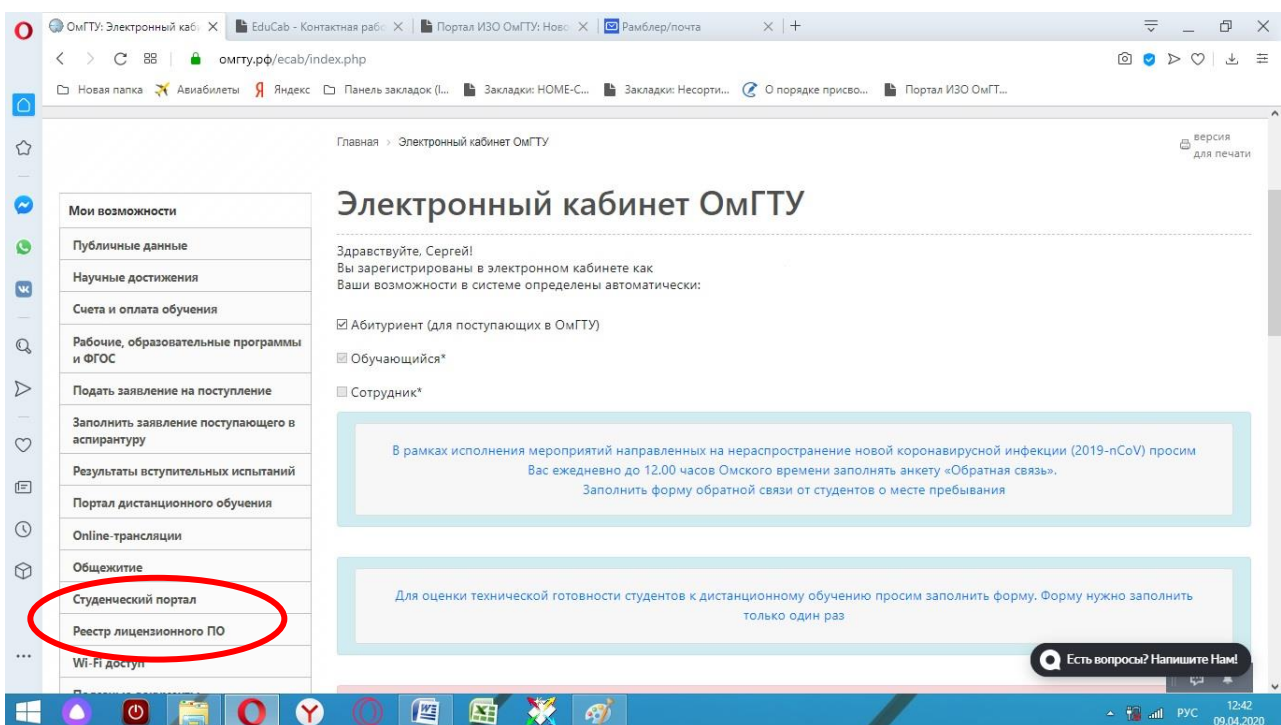 ОмГТУ: Электронный каб
EduCab - Контактная рабо
Портал ИЗО ОмГТУ: Ново
Рамблер/почта
омгту.рф/ecab/index.php
Новая папка
Авиабилеты
Яндекс
Панель закладок (I...
Закладки: HOME-C...
Закладки: Несорти...
О порядке присво...
Портал ИЗО ОмГТ...
Главная > Электронный кабинет ОмГТУ
версия
для печати
Мои возможности
Публичные данные
Научные достижения
Счета и оплата обучения
Рабочие, образовательные программы
и ФГОС
Подать заявление на поступление
Заполнить заявление поступающего в
аспирантуру
Результаты вступительных испытаний
Портал дистанционного обучения
Online-трансляции
Общежитие
Студенческий портал
Реестр лицензионного ПО
Wi-Fi доступ
Электронный кабинет ОмГТУ
Здравствуйте, Сергей!
Вы зарегистрированы в электронном кабинете как
Ваши возможности в системе определены автоматически:
Абитуриент (для поступающих в ОмГТУ)
Обучающийся*
Сотрудник*
В рамках исполнения мероприятий направленных на нераспространение новой коронавирусной инфекции (2019-nCoV) просим
Вас ежедневно до 12.00 часов Омского времени заполнять анкету «Обратная связь».
Заполнить форму обратной связи от студентов о месте пребывания
Для оценки технической готовности студентов к дистанционному обучению просим заполнить форму. Форму нужно заполнить
только один раз
Есть вопросы? Напишите Нам!
РУС
12:42
09.04.2020